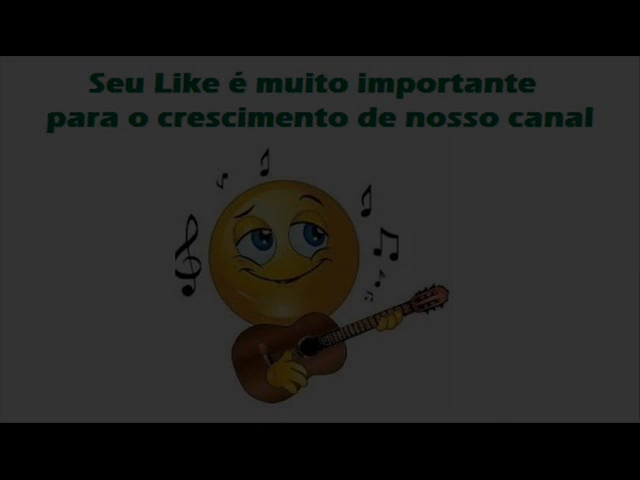 Seu Like é muito importante
para o crescimento de nosso canal